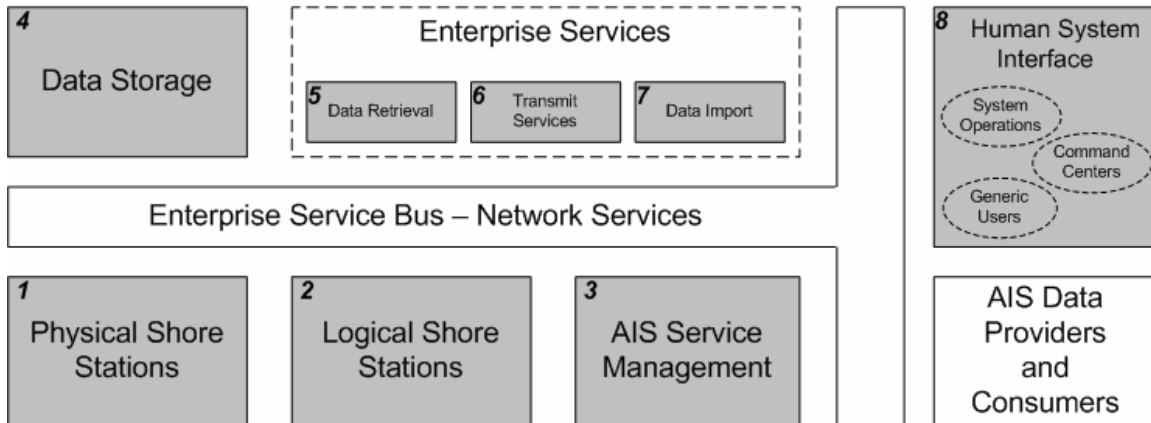 4
Data Storage
Enterprise Services
5
Data Retrieval
6
Transmit
Services
7
Data Import
8
Human System
Interface
System
Operations
Command
Centers
Generic
Users
Enterprise Service Bus – Network Services
1
Physical Shore
Stations
2
Logical Shore
Stations
3
AIS Service
Management
AIS Data
Providers
and
Consumers